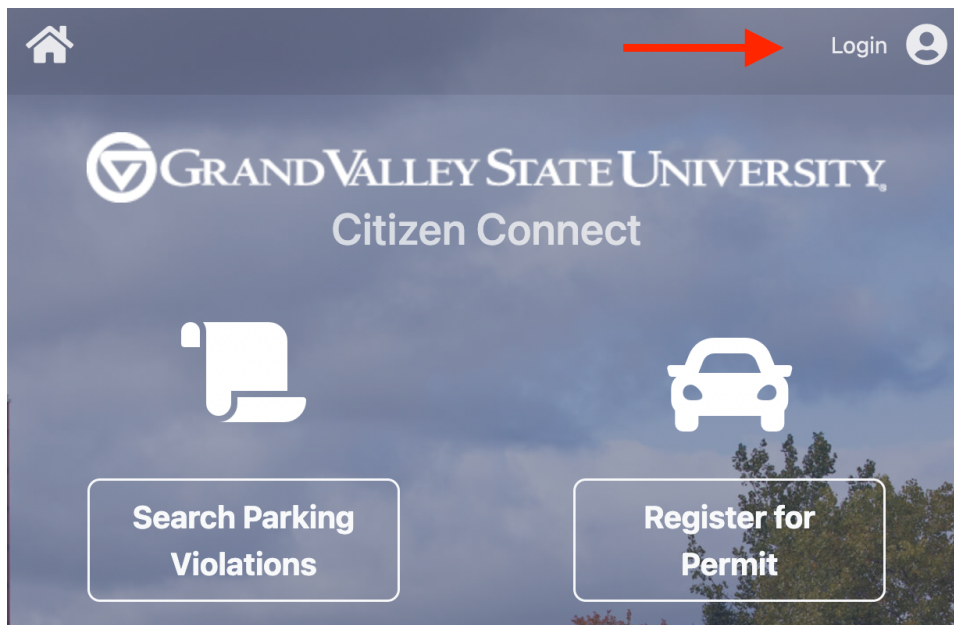 Login
GRAND VALLEY STATE UNIVERSITY®
Citizen Connect
Search Parking
Violations
Register for
Permit